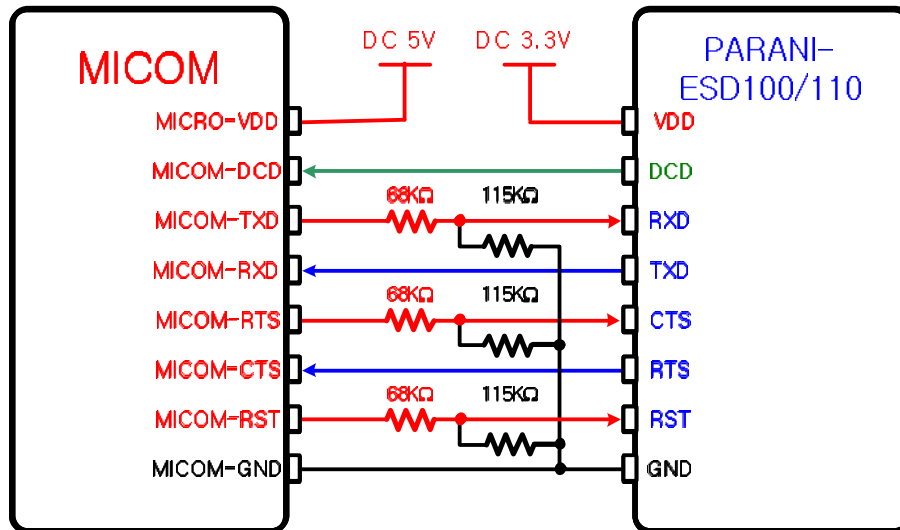 DC 5V
DC 3.3V
MICOM
PARANI-
ESD100/110
MICRO-VDD
VDD
MICOM-DCD
DCD
68KΩ
115KΩ
MICOM-TXD
RXD
MICOM-RXD
TXD
68KΩ
115KΩ
MICOM-RTS
CTS
MICOM-CTS
RTS
68KΩ
115KΩ
MICOM-RST
RST
MICOM-GND
GND